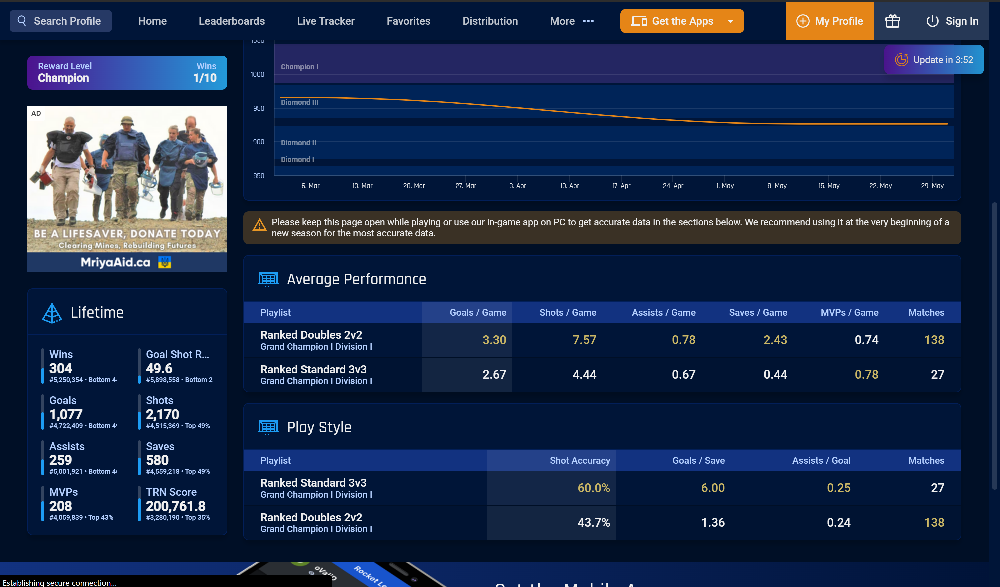 Search Profile
Home
Leaderboards
Live Tracker
Favorites
Distribution
More •••
Get the Apps
My Profile
Sign In
Update in 3:52
Reward Level
Wins
Champion
1/10
AD
BE A LIFESAVER, DONATE TODAY
Clearing Mines, Rebuilding Futures
MriyaAid.ca
Lifetime
Wins
304
#5,250,354 • Bottom 4
Goal Shot R...
49.6
#5,898,558 • Bottom 2
Goals
1,077
#4,722,409 • Bottom 4
Shots
2,170
#4,515,369 • Top 49%
Assists
259
#5,001,921 • Bottom 4
Saves
580
#4,559,218 • Top 49%
MVPs
208
#4,059,839 • Top 43%
TRN Score
200,761.8
#3,280,190 • Top 35%
1050
1000
950
900
850
Champion I
Diamond III
Diamond II
Diamond I
6. Mar
13. Mar
20. Mar
27. Mar
3. Apr
10. Apr
17. Apr
24. Apr
1. May
8. May
15. May
22. May
29. May
Please keep this page open while playing or use our in-game app on PC to get accurate data in the sections below. We recommend using it at the very beginning of a
new season for the most accurate data.
Average Performance
Playlist Goals / Game Shots / Game Assists / Game Saves / Game MVPs / Game Matches
Ranked Doubles 2v2 3.30 7.57 0.78 2.43 0.74 138
Grand Champion I Division I
Ranked Standard 3v3 2.67 4.44 0.67 0.44 0.78 27
Grand Champion I Division I
Play Style
Playlist Shot Accuracy Goals / Save Assists / Goal Matches
Ranked Standard 3v3 60.0% 6.00 0.25 27
Grand Champion I Division I
Ranked Doubles 2v2 43.7% 1.36 0.24 138
Grand Champion I Division I
Rocket Le
Get the Mobile App
Establishing secure connection...